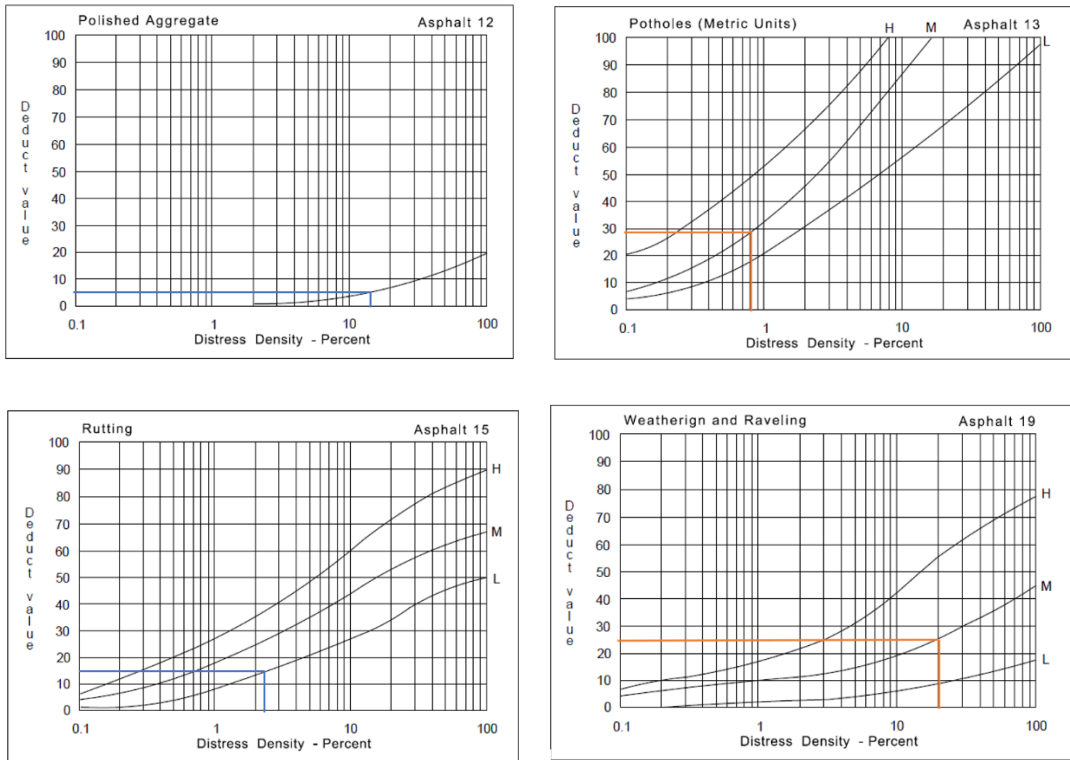 Polished Aggregate Asphalt 12
100
90
80
70
60
50
40
30
20
10
0
Deduct value
0.1 1 10 100
Distress Density - Percent
Potholes (Metric Units) Asphalt 13
H M L
100
90
80
70
60
50
40
30
20
10
0
Deduct value
0.1 1 10 100
Distress Density - Percent
Rutting Asphalt 15
100
90
80
70
60
50
40
30
20
10
0
H
M
L
Deduct value
0.1 1 10 100
Distress Density - Percent
Weatherign and Raveling Asphalt 19
100
90
80
70
60
50
40
30
20
10
0
H
M
L
Deduct value
0.1 1 10 100
Distress Density - Percent